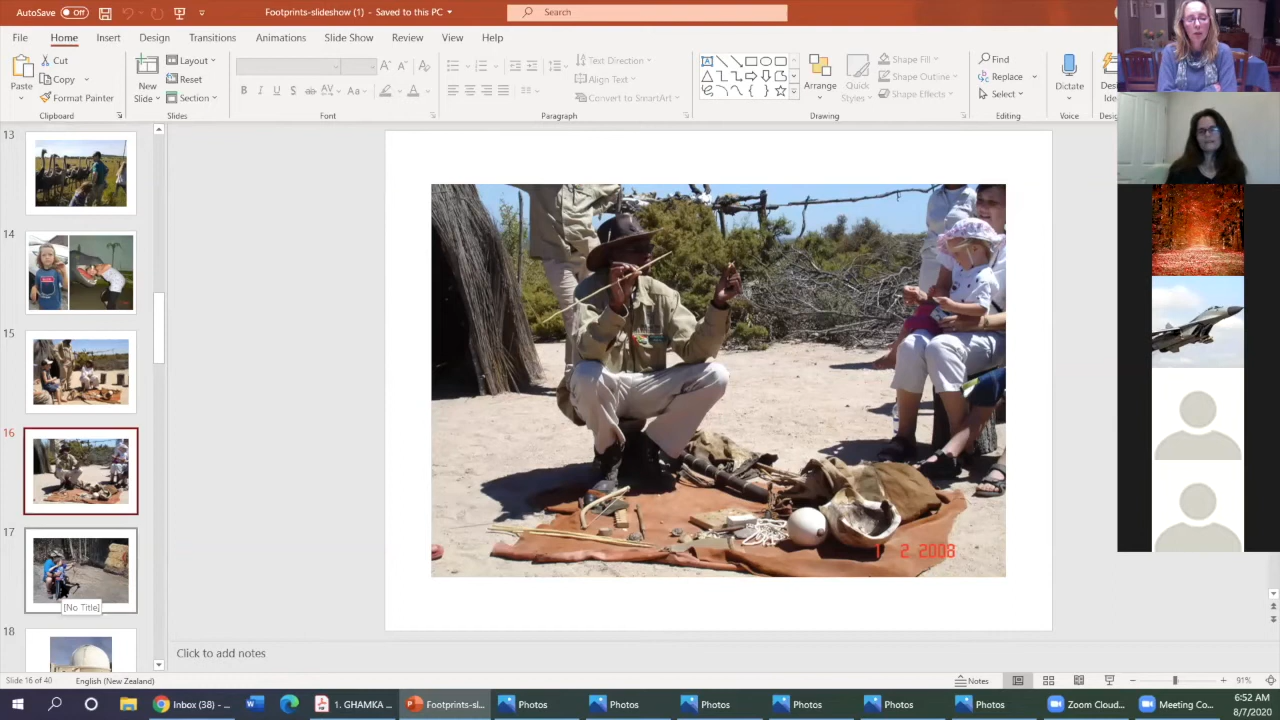 AutoSave Off Footprints-slideshow (1) - Saved to this PC Search
File Home Insert Design Transitions Animations Slide Show Review View Help
Paste Cut Copy Format Painter
Clipboard
New Slide Layout Reset Section
Slides
B I U S ab AV Aa A
Font
Text Direction
Align Text
Convert to SmartArt
Paragraph
Arrange
Quick Styles
Shape Fill
Shape Outline
Shape Effects
Drawing
Find
Replace
Select
Editing
Dictate
Voice
13
14
15
16
17
[No Title]
18
1 2 2008
Click to add notes
Slide 16 of 40 English (New Zealand) Notes 91%
Inbox (38) - ... 1. GHAMKA ... Footprints-sl... Photos Photos Photos Photos Photos Photos Zoom Cloud... Meeting Co...
6:52 AM
8/7/2020